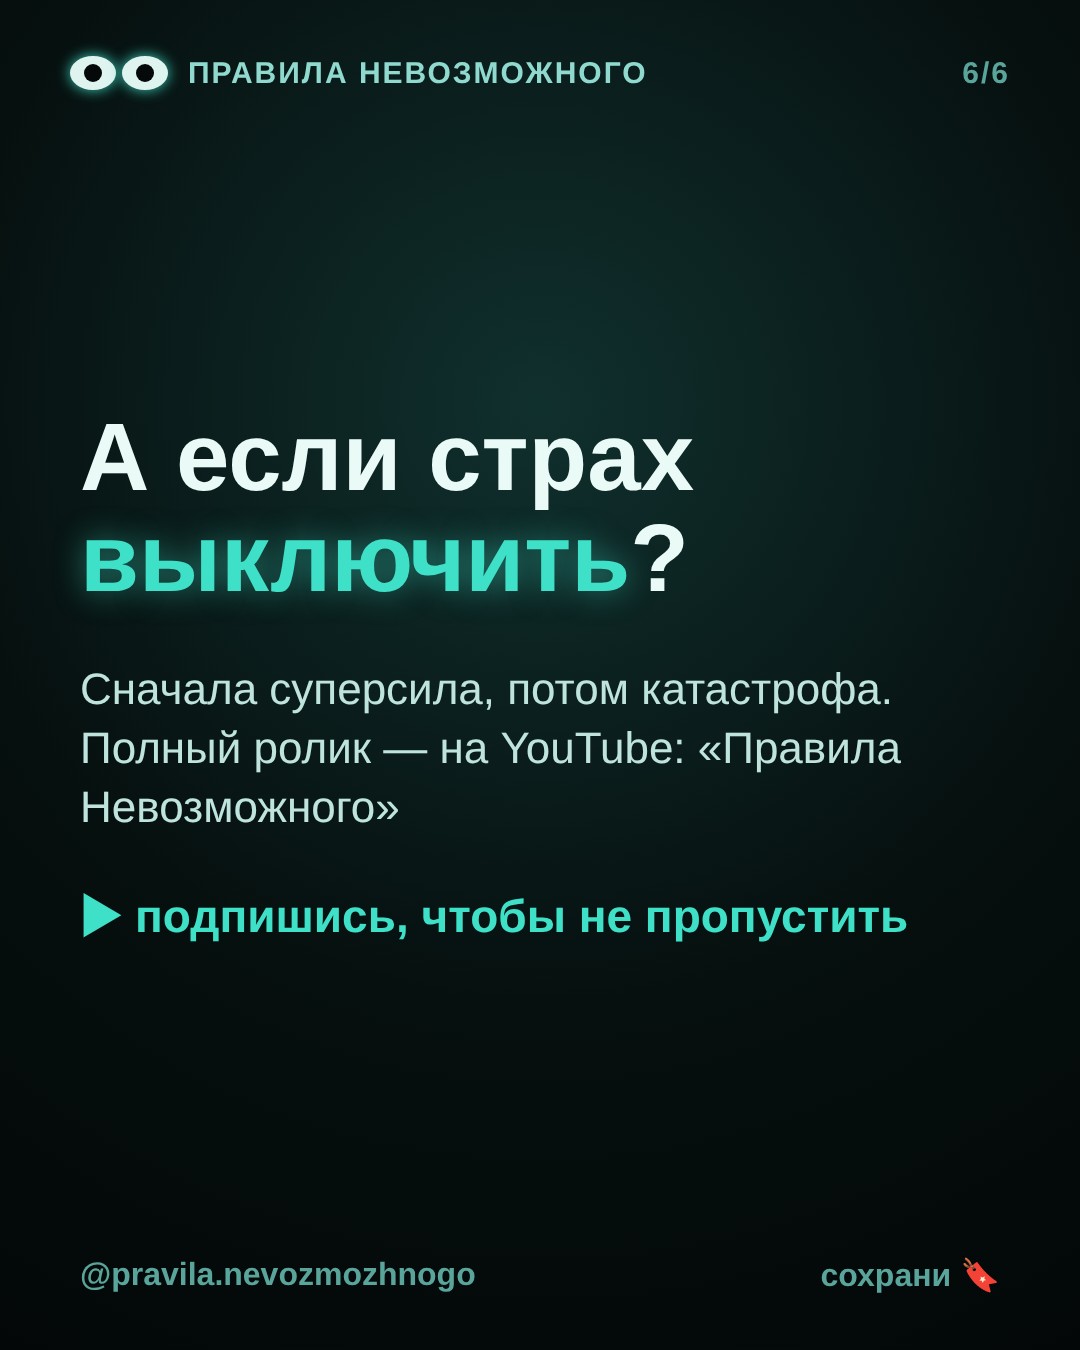 ПРАВИЛА НЕВОЗМОЖНОГО
6/6
А если страх
выключить?
Сначала суперсила, потом катастрофа.
Полный ролик — на YouTube: «Правила
Невозможного»
подпишись, чтобы не пропустить
@pravila.nevozmozhnogo
сохрани